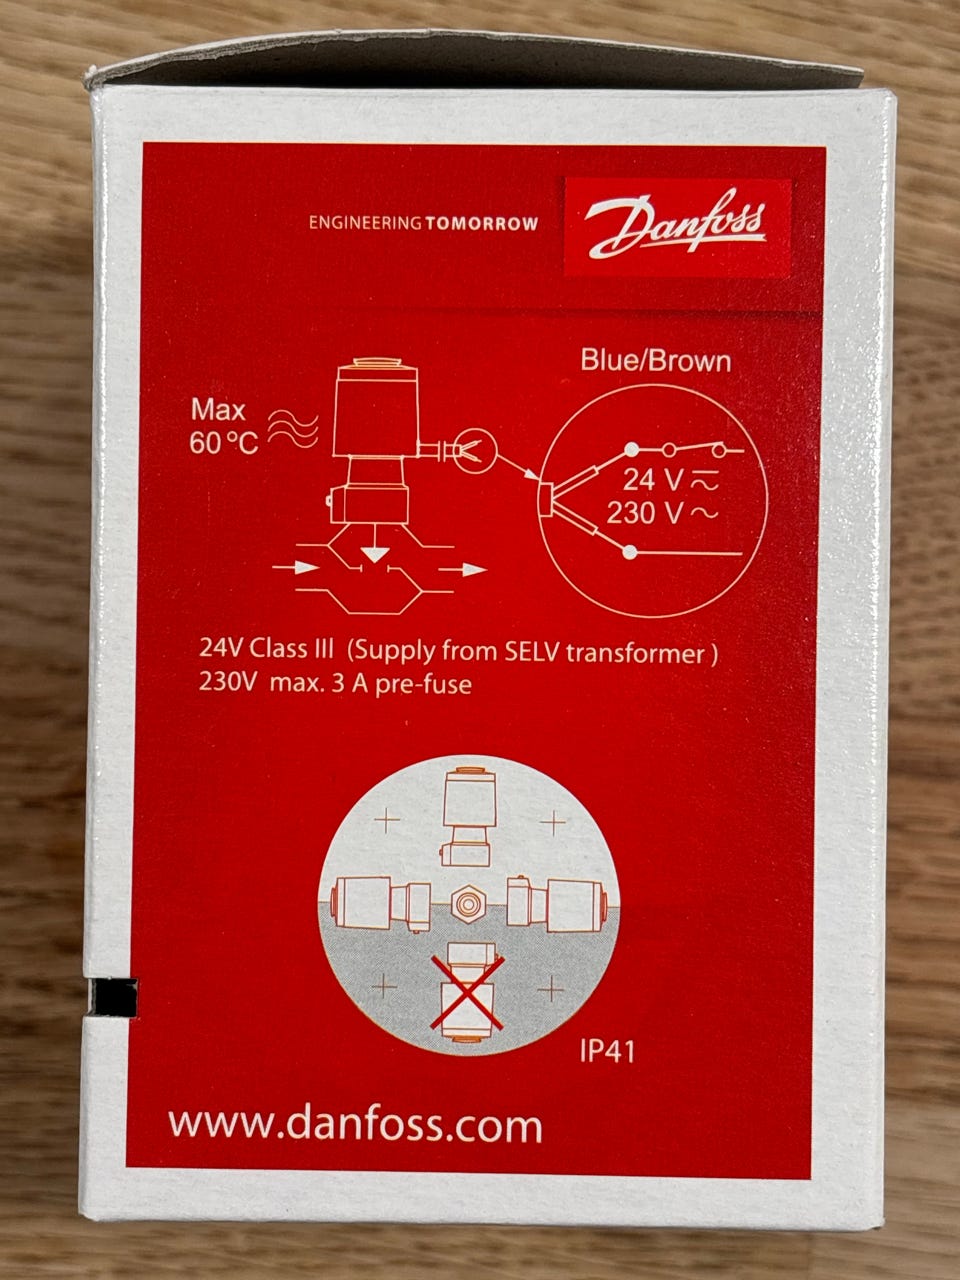 ENGINEERING TOMORROW
Danfoss
Blue/Brown
Max
60 °C
24 V ⎓ ~
230 V ~
24V Class III (Supply from SELV transformer )
230V max. 3 A pre-fuse
IP41
www.danfoss.com